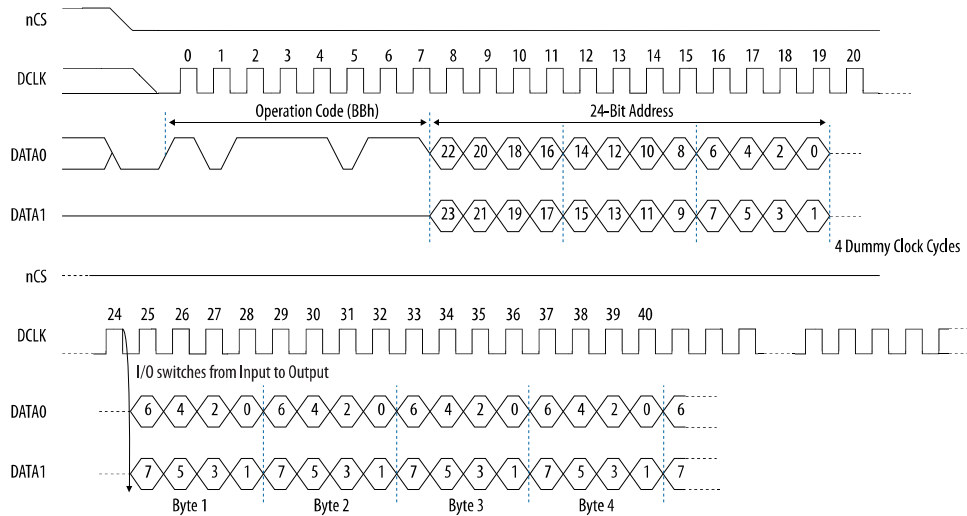 nCS
0 1 2 3 4 5 6 7 8 9 10 11 12 13 14 15 16 17 18 19 20
DCLK
Operation Code (BBh) 24-Bit Address
DATA0 22 20 18 16 14 12 10 8 6 4 2 0
DATA1 23 21 19 17 15 13 11 9 7 5 3 1
4 Dummy Clock Cycles
nCS
24 25 26 27 28 29 30 31 32 33 34 35 36 37 38 39 40
DCLK
I/O switches from Input to Output
DATA0 6 4 2 0 6 4 2 0 6 4 2 0 6 4 2 0 6
DATA1 7 5 3 1 7 5 3 1 7 5 3 1 7 5 3 1 7
Byte 1 Byte 2 Byte 3 Byte 4